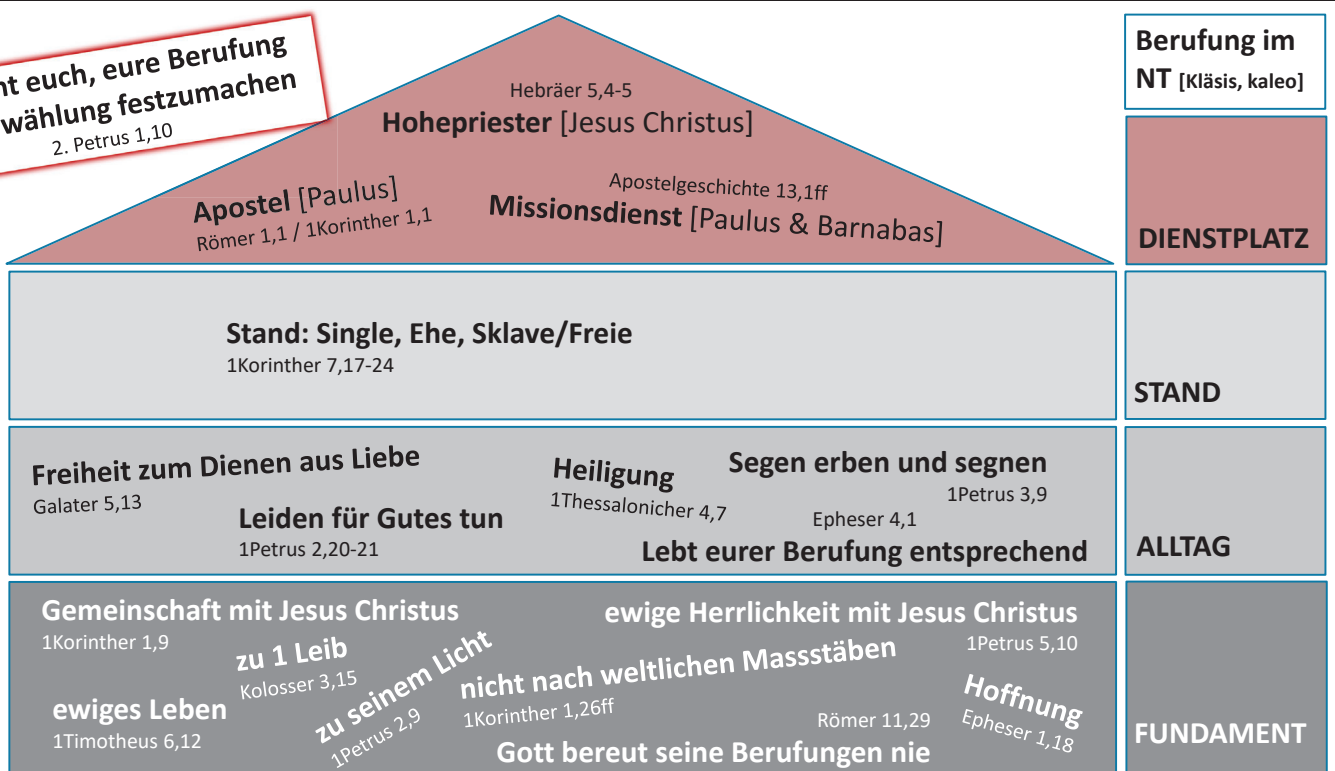 nt euch, eure Berufung
wählung festzumachen
2. Petrus 1,10
Hebräer 5,4-5
Hohepriester [Jesus Christus]
Apostel [Paulus]
Römer 1,1 / 1Korinther 1,1
Apostelgeschichte 13,1ff
Missionsdienst [Paulus & Barnabas]
Berufung im
NT [Kläsis, kaleo]
DIENSTPLATZ
Stand: Single, Ehe, Sklave/Freie
1Korinther 7,17-24
STAND
Freiheit zum Dienen aus Liebe
Galater 5,13
Leiden für Gutes tun
1Petrus 2,20-21
Heiligung
1Thessalonicher 4,7
Segen erben und segnen
1Petrus 3,9
Epheser 4,1
Lebt eurer Berufung entsprechend
ALLTAG
Gemeinschaft mit Jesus Christus
1Korinther 1,9
zu 1 Leib
Kolosser 3,15
ewiges Leben
1Timotheus 6,12
zu seinem Licht
1Petrus 2,9
ewige Herrlichkeit mit Jesus Christus
1Petrus 5,10
nicht nach weltlichen Massstäben
1Korinther 1,26ff
Römer 11,29
Gott bereut seine Berufungen nie
Hoffnung
Epheser 1,18
FUNDAMENT